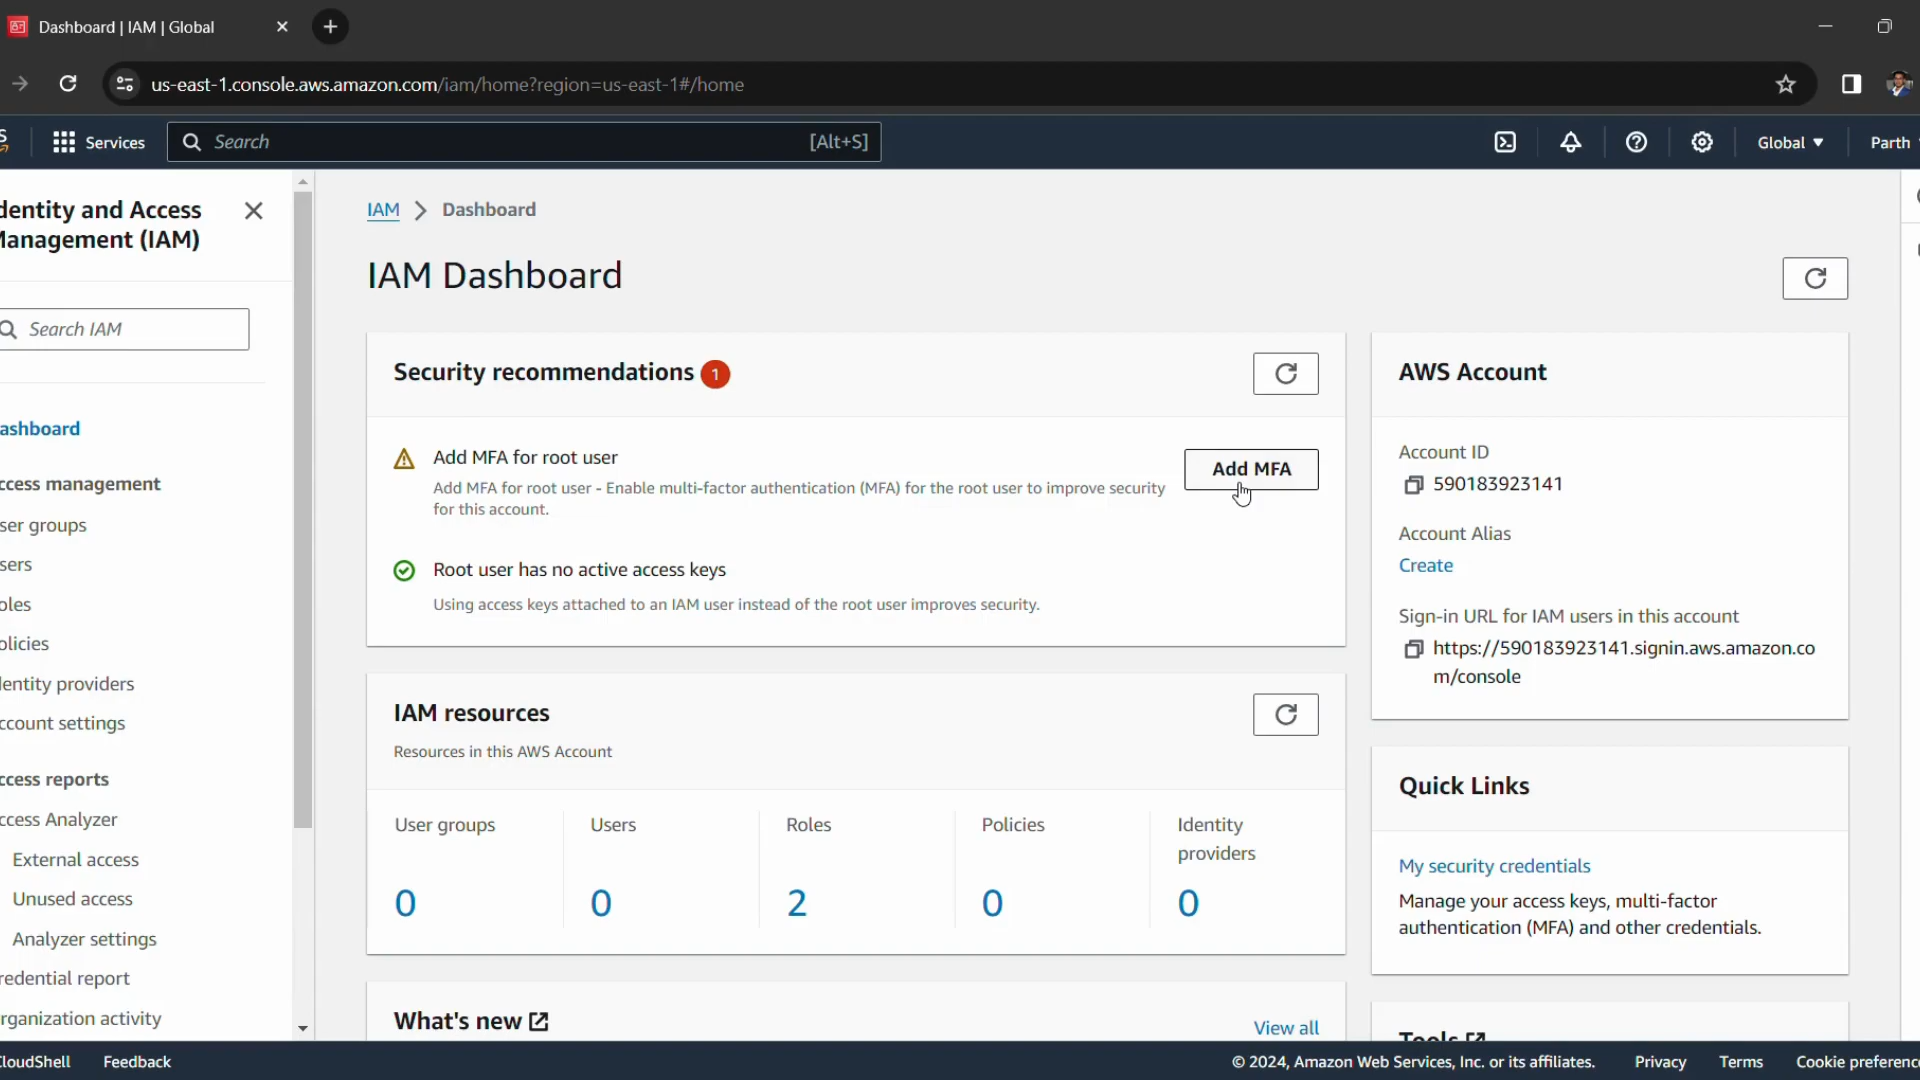 Dashboard | IAM | Global
us-east-1.console.aws.amazon.com/iam/home?region=us-east-1#/home
Services
Search
[Alt+S]
Global
Parth
dentity and Access
Management (IAM)
Search IAM
ashboard
ccess management
ser groups
sers
oles
olicies
dentity providers
ccount settings
ccess reports
ccess Analyzer
External access
Unused access
Analyzer settings
redential report
rganization activity
IAM > Dashboard
IAM Dashboard
Security recommendations 1
Add MFA for root user
Add MFA for root user - Enable multi-factor authentication (MFA) for the root user to improve security
for this account.
Add MFA
Root user has no active access keys
Using access keys attached to an IAM user instead of the root user improves security.
IAM resources
Resources in this AWS Account
User groups
Users
Roles
Policies
Identity
providers
0
0
2
0
0
What's new
View all
AWS Account
Account ID
590183923141
Account Alias
Create
Sign-in URL for IAM users in this account
https://590183923141.signin.aws.amazon.co
m/console
Quick Links
My security credentials
Manage your access keys, multi-factor
authentication (MFA) and other credentials.
Tools
CloudShell
Feedback
© 2024, Amazon Web Services, Inc. or its affiliates.
Privacy
Terms
Cookie preferenc